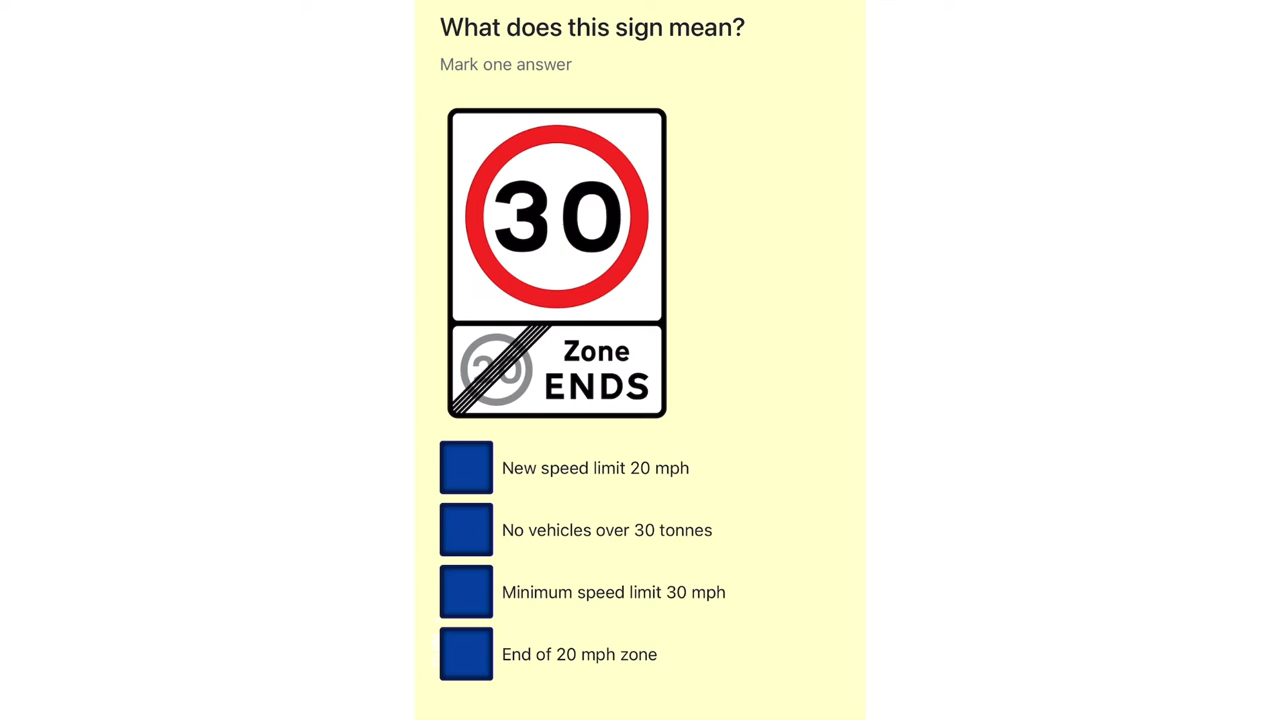 What does this sign mean?
Mark one answer
30
20 Zone
ENDS
New speed limit 20 mph
No vehicles over 30 tonnes
Minimum speed limit 30 mph
End of 20 mph zone